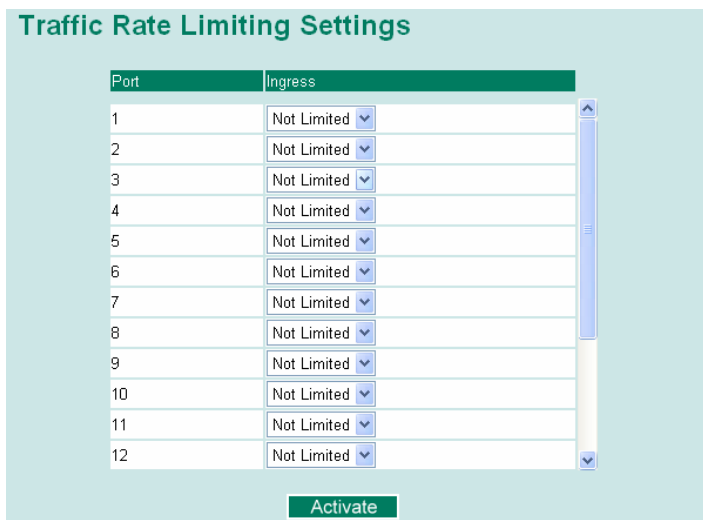 Traffic Rate Limiting Settings
Port Ingress
1 Not Limited
2 Not Limited
3 Not Limited
4 Not Limited
5 Not Limited
6 Not Limited
7 Not Limited
8 Not Limited
9 Not Limited
10 Not Limited
11 Not Limited
12 Not Limited
Activate